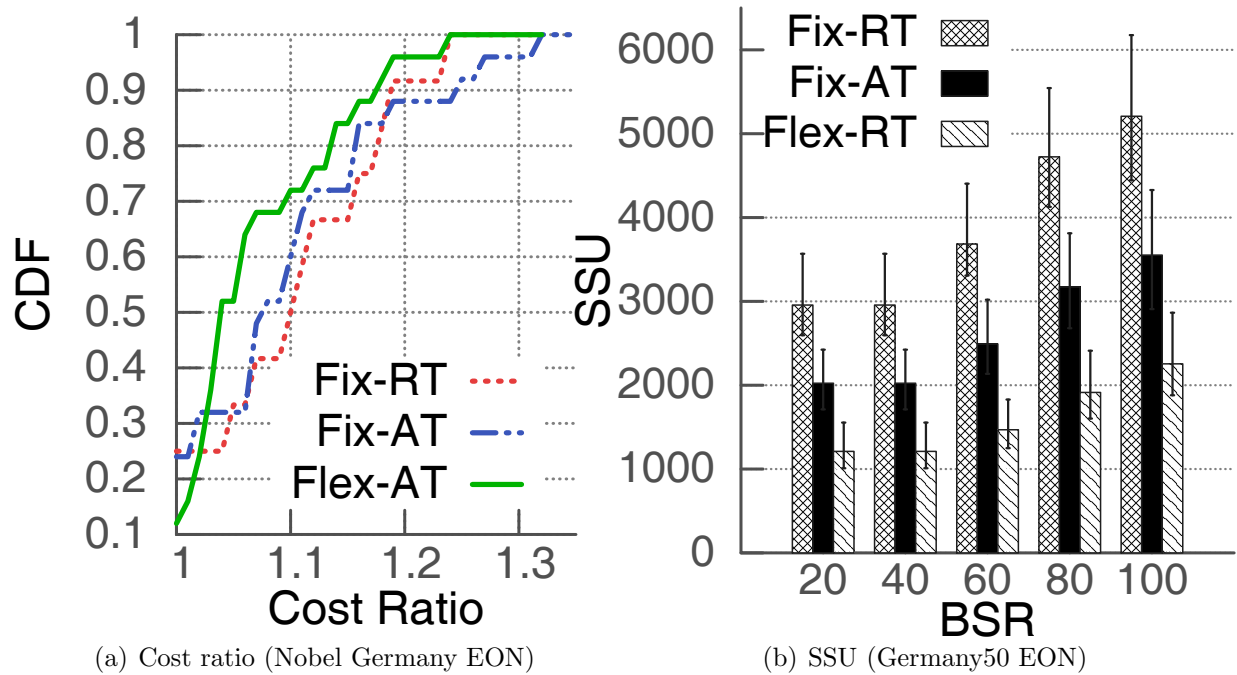 1
0.9
0.8
0.7
0.6
0.5
0.4
0.3
0.2
0.1
CDF
Fix-RT
Fix-AT
Flex-AT
1 1.1 1.2 1.3
Cost Ratio
(a) Cost ratio (Nobel Germany EON)
6000
5000
4000
3000
2000
1000
0
SSU
Fix-RT
Fix-AT
Flex-RT
20 40 60 80 100
BSR
(b) SSU (Germany50 EON)